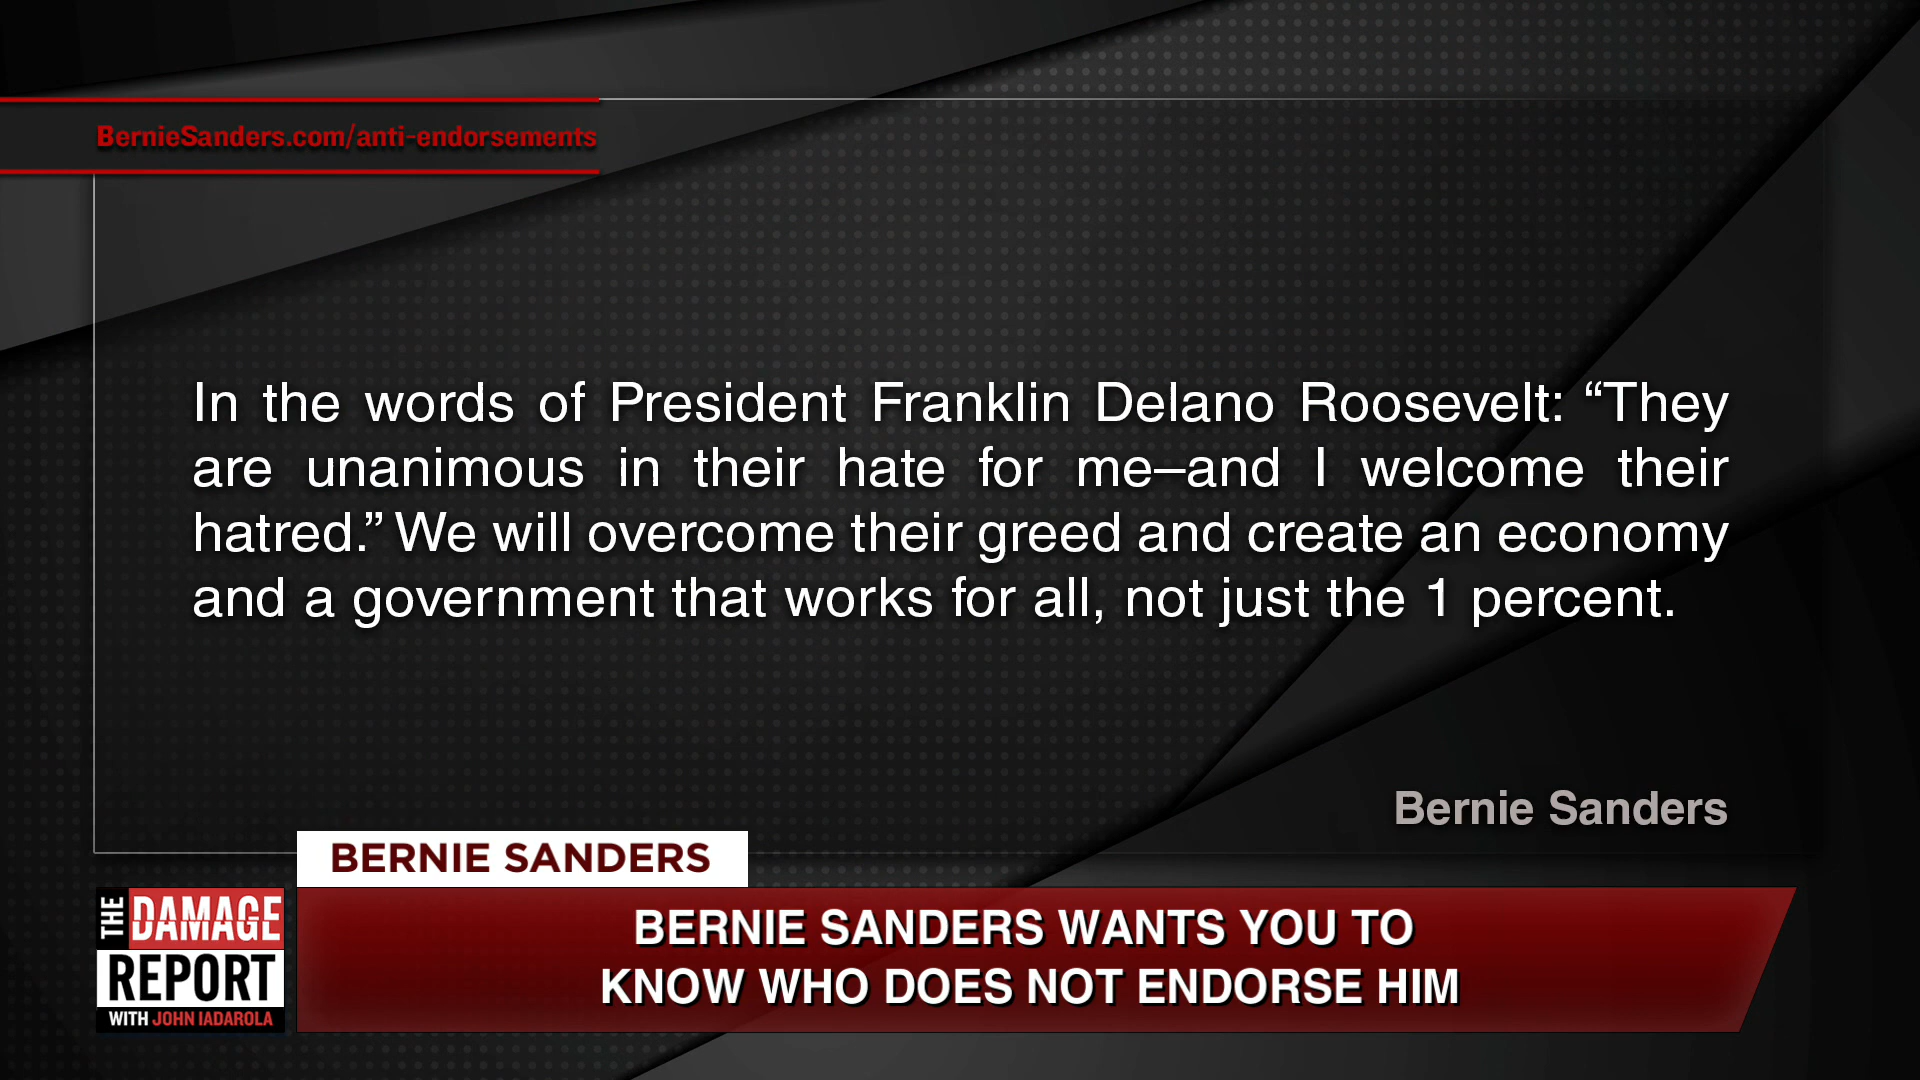 BernieSanders.com/anti-endorsements
In the words of President Franklin Delano Roosevelt: “They
are unanimous in their hate for me–and I welcome their
hatred.” We will overcome their greed and create an economy
and a government that works for all, not just the 1 percent.
Bernie Sanders
BERNIE SANDERS
BERNIE SANDERS WANTS YOU TO
KNOW WHO DOES NOT ENDORSE HIM
THE DAMAGE
REPORT
WITH JOHN IADAROLA